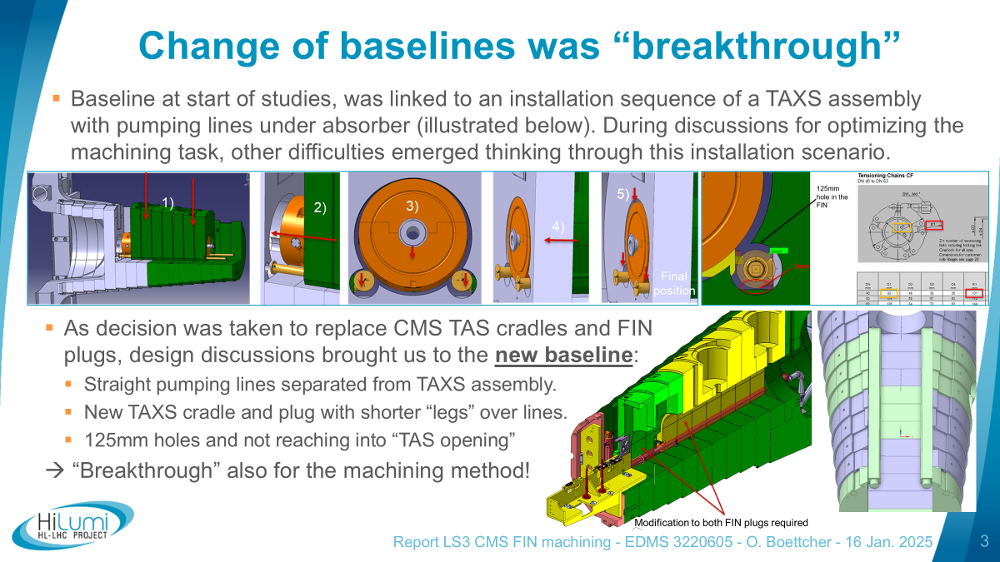 Change of baselines was “breakthrough”
▪ Baseline at start of studies, was linked to an installation sequence of a TAXS assembly
with pumping lines under absorber (illustrated below). During discussions for optimizing the
machining task, other difficulties emerged thinking through this installation scenario.
1)
2)
3)
4)
5)
Final
position
125mm
hole in the
FIN
Tensioning Chains CF
DN 40 to DN 63
▪ As decision was taken to replace CMS TAS cradles and FIN
plugs, design discussions brought us to the new baseline:
▪ Straight pumping lines separated from TAXS assembly.
▪ New TAXS cradle and plug with shorter “legs” over lines.
▪ 125mm holes and not reaching into “TAS opening”
→ “Breakthrough” also for the machining method!
Modification to both FIN plugs required
HiLumi
HL-LHC PROJECT
Report LS3 CMS FIN machining - EDMS 3220605 - O. Boettcher - 16 Jan. 2025
3